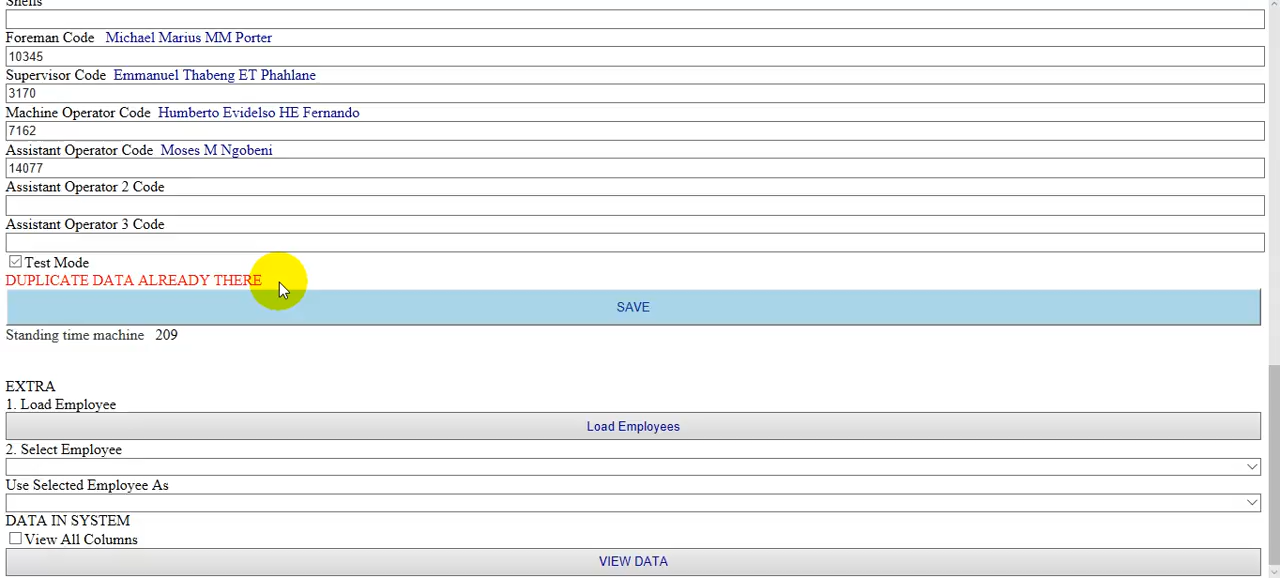 Shells
Foreman Code Michael Marius MM Porter
10345
Supervisor Code Emmanuel Thabeng ET Phahlane
3170
Machine Operator Code Humberto Evidelso HE Fernando
7162
Assistant Operator Code Moses M Ngobeni
14077
Assistant Operator 2 Code
Assistant Operator 3 Code
Test Mode
DUPLICATE DATA ALREADY THERE
SAVE
Standing time machine 209
EXTRA
1. Load Employee
Load Employees
2. Select Employee
Use Selected Employee As
DATA IN SYSTEM
View All Columns
VIEW DATA